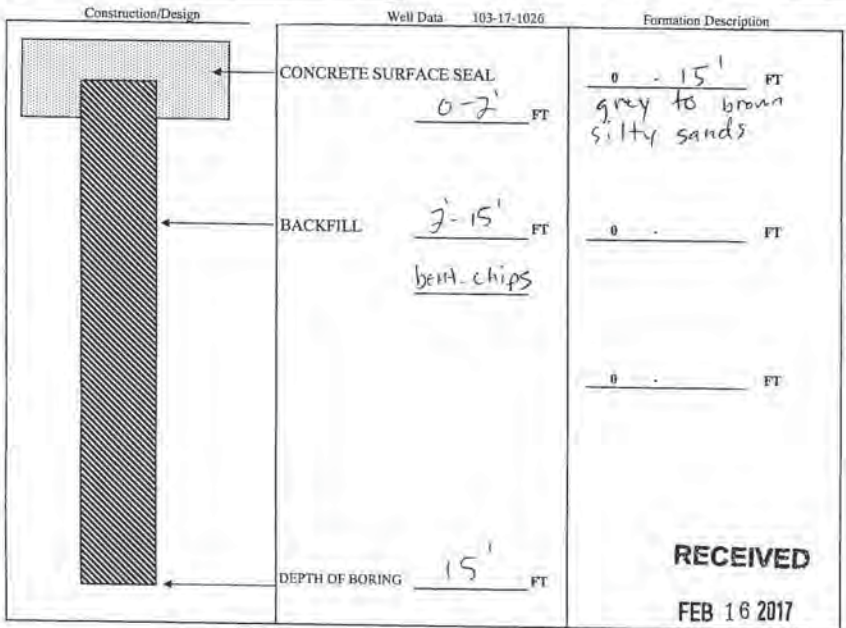 Construction/Design
Well Data 103-17-1026
Formation Description
CONCRETE SURFACE SEAL
0-2' FT
0 - 15' FT
grey to brown
silty sands
BACKFILL 2'-15' FT
bent. chips
0 - FT
0 - FT
DEPTH OF BORING 15' FT
RECEIVED
FEB 16 2017